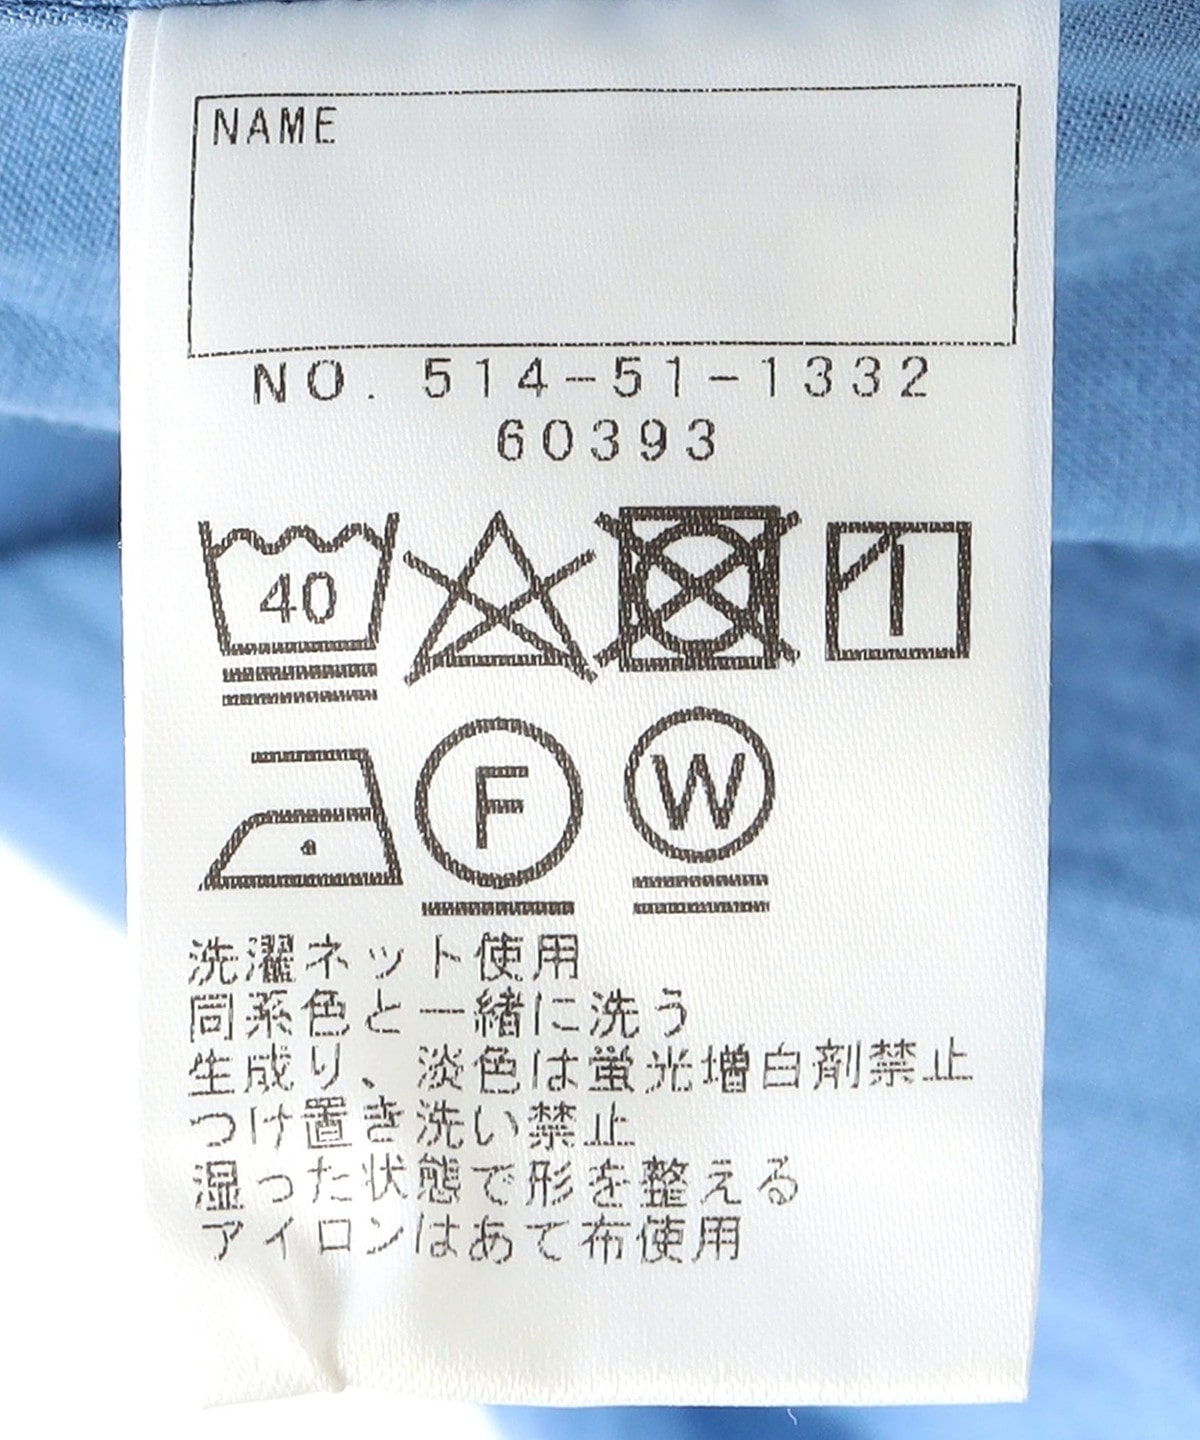 NAME
NO. 514-51-1332
60393
40
F W
洗濯ネット使用
同系色と一緒に洗う
生成り、淡色は蛍光増白剤禁止
つけ置き洗い禁止
湿った状態で形を整える
アイロンはあて布使用